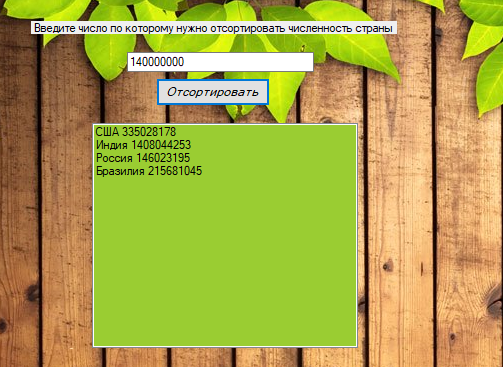 Введите число по которому нужно отсортировать численность страны
140000000
Отсортировать
США 335028178
Индия 1408044253
Россия 146023195
Бразилия 215681045